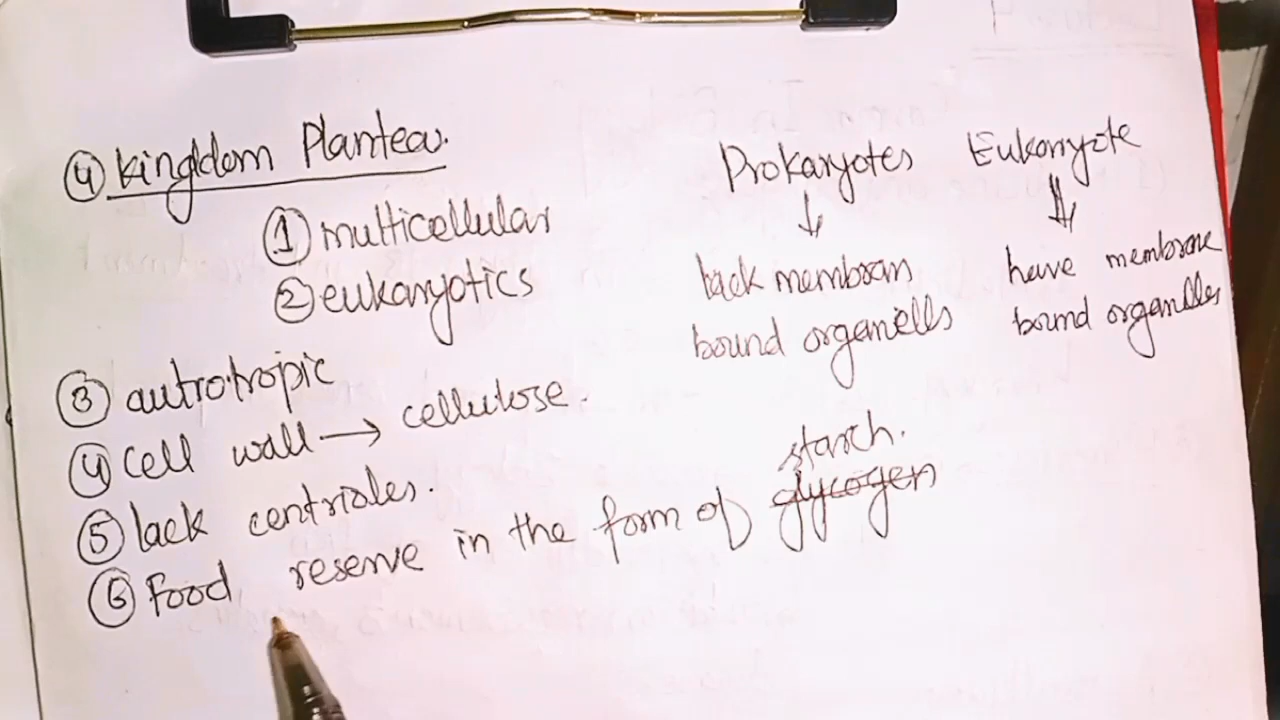 ④ kingdom Plantea.
① multicellular
② eukaryotics
③ autrotropic
④ cell wall → cellulose.
⑤ lack centrioles.
⑥ Food reserve in the form of glycogen
starch.
Prokaryotes
↓
lack membran
bound organells
Eukaryote
⇓
have membrane
bound organelles